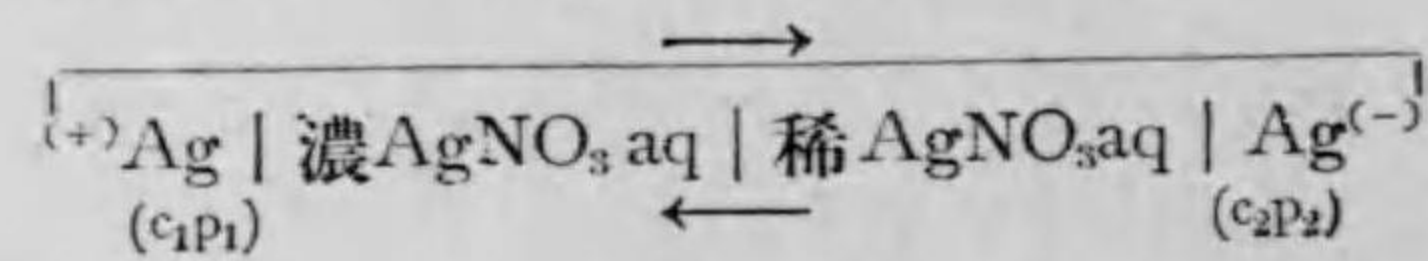 →
(+)Ag | 濃AgNO₃ aq | 稀AgNO₃aq | Ag(-)
←
(c₁p₁) (c₂p₂)